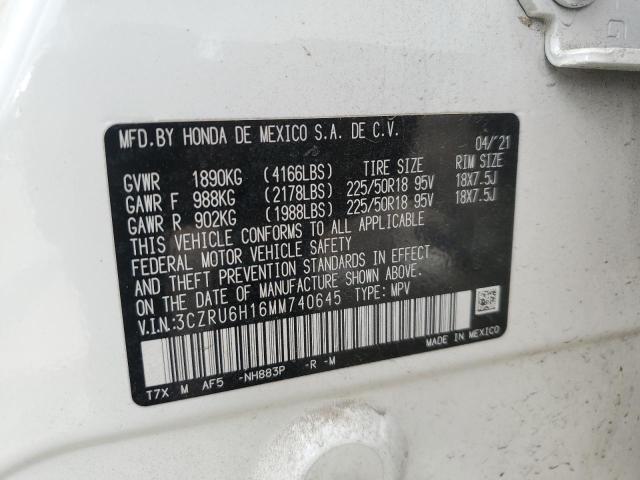 MFD.BY HONDA DE MEXICO S.A. DE C.V. 04/'21
GVWR 1890KG (4166LBS) TIRE SIZE RIM SIZE
GAWR F 988KG (2178LBS) 225/50R18 95V 18X7.5J
GAWR R 902KG (1988LBS) 225/50R18 95V 18X7.5J
THIS VEHICLE CONFORMS TO ALL APPLICABLE
FEDERAL MOTOR VEHICLE SAFETY
AND THEFT PREVENTION STANDARDS IN EFFECT
ON THE DATE OF MANUFACTURE SHOWN ABOVE.
V.I.N:3CZRU6H16MM740645 TYPE: MPV
MADE IN MEXICO
T7X M AF5 -NH883P -R -M